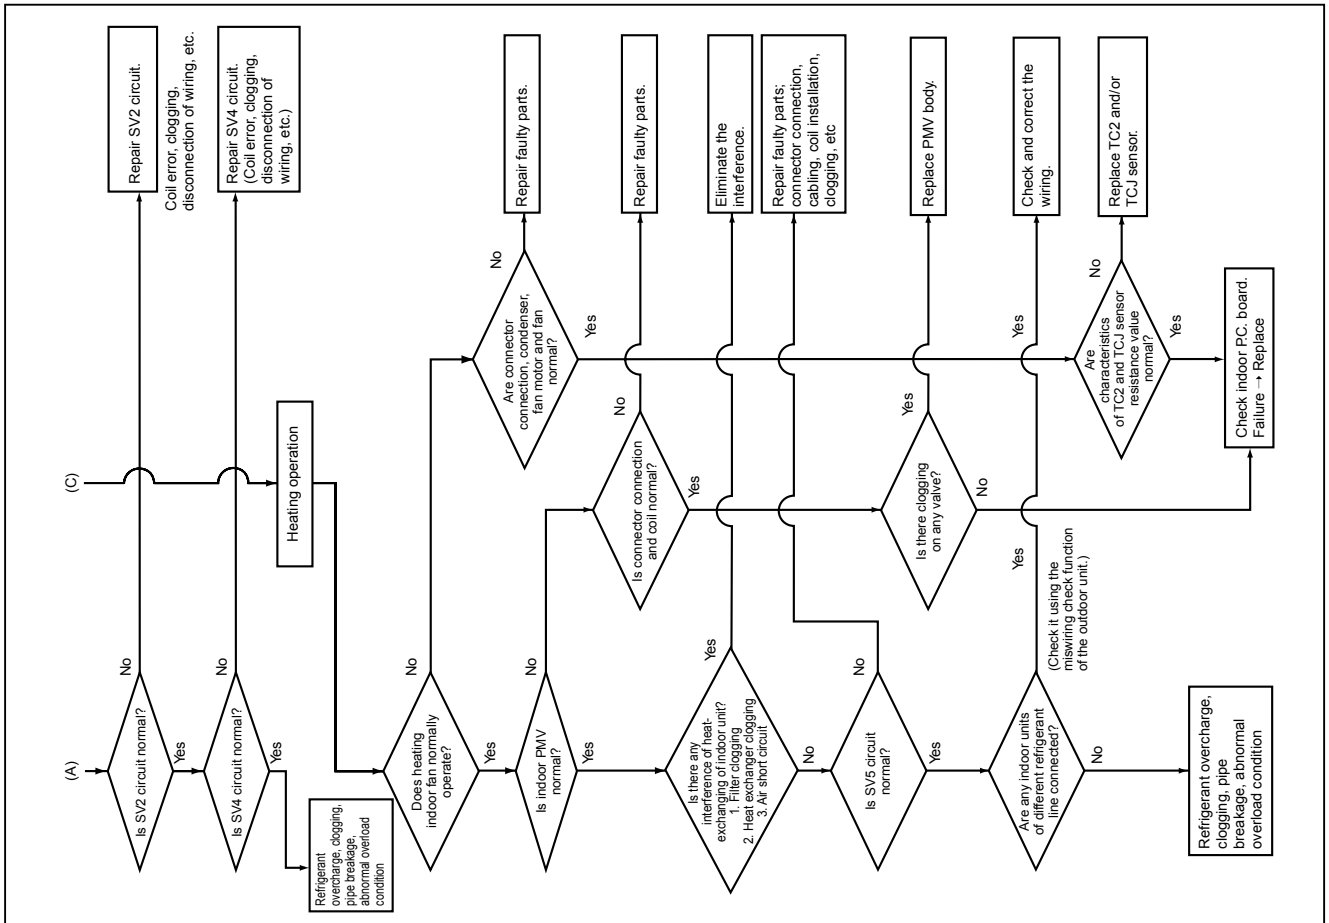 (A)
Is SV2 circuit normal?
No
Yes
Repair SV2 circuit.
Coil error, clogging,
disconnection of wiring, etc.
Is SV4 circuit normal?
No
Yes
Repair SV4 circuit.
(Coil error, clogging,
disconnection of
wiring, etc.)
Refrigerant
overcharge, clogging,
pipe breakage,
abnormal overload
condition
(C)
Heating operation
Does heating
indoor fan normally
operate?
No
Yes
Are connector
connection, condenser,
fan motor and fan
normal?
No
Yes
Repair faulty parts.
Is indoor PMV
normal?
No
Yes
Is connector connection
and coil normal?
No
Yes
Repair faulty parts.
Is there any
interference of heat-
exchanging of indoor unit?
1. Filter clogging
2. Heat exchanger clogging
3. Air short circuit
Yes
No
Eliminate the
interference.
Is SV5 circuit
normal?
No
Yes
Repair faulty parts;
connector connection,
cabling, coil installation,
clogging, etc
Is there clogging
on any valve?
Yes
No
Replace PMV body.
Are any indoor units
of different refrigerant
line connected?
Yes
Yes
No
(Check it using the
miswiring check function
of the outdoor unit.)
Check and correct the
wiring.
Are
characteristics
of TC2 and TCJ sensor
resistance value
normal?
No
Yes
Replace TC2 and/or
TCJ sensor.
Refrigerant overcharge,
clogging, pipe
breakage, abnormal
overload condition
Check indoor P.C. board.
Failure → Replace